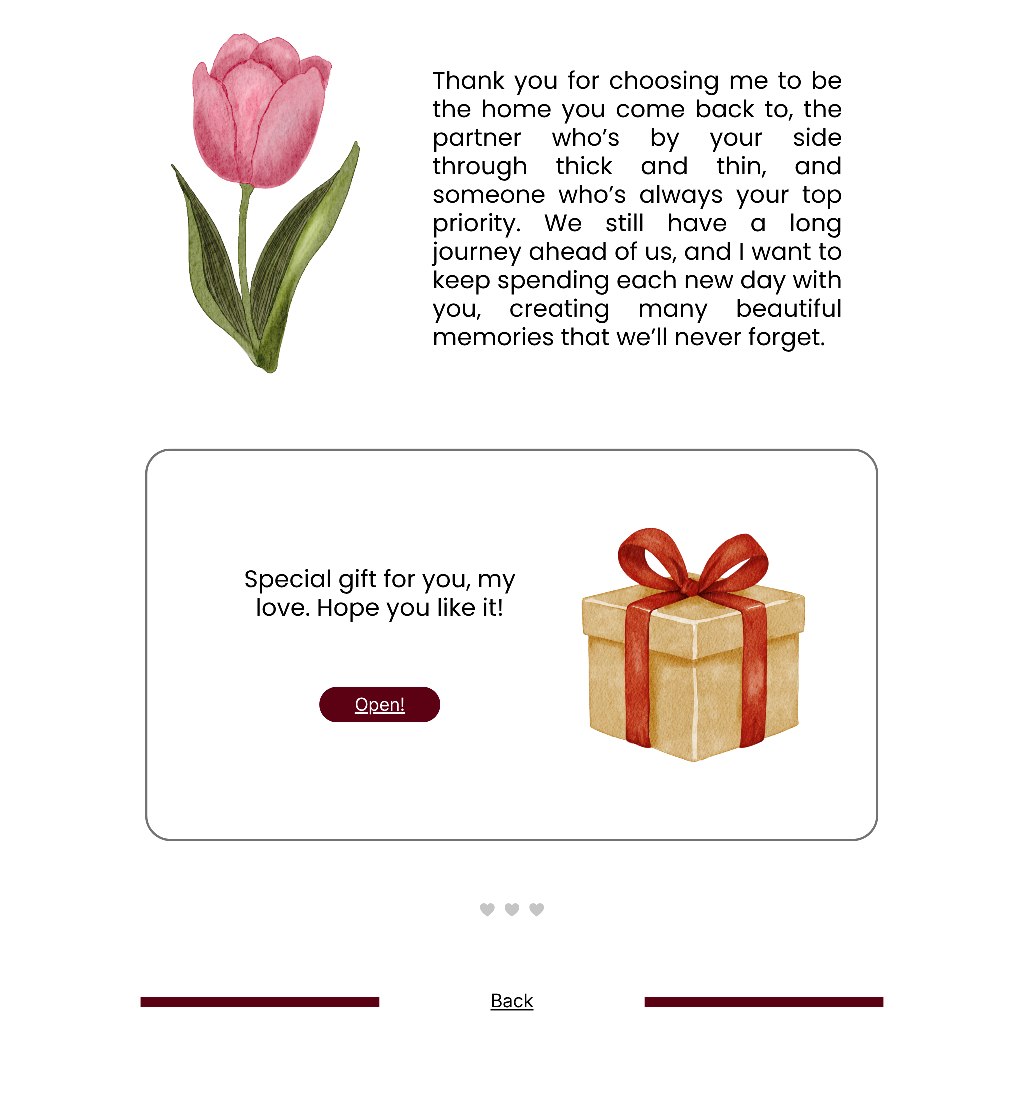 Thank you for choosing me to be
the home you come back to, the
partner who’s by your side
through thick and thin, and
someone who’s always your top
priority. We still have a long
journey ahead of us, and I want to
keep spending each new day with
you, creating many beautiful
memories that we’ll never forget.
Special gift for you, my
love. Hope you like it!
Open!
Back